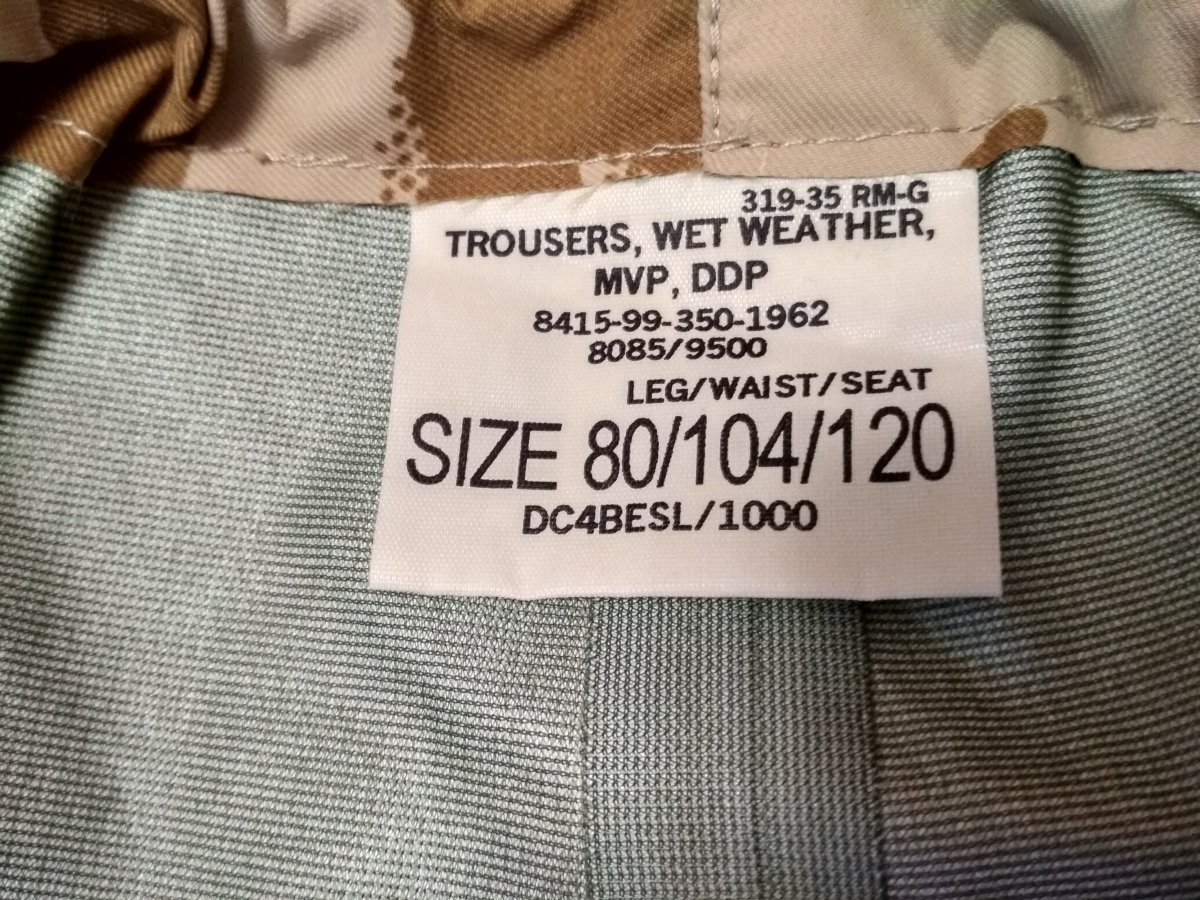 319-35 RM-G
TROUSERS, WET WEATHER,
MVP, DDP
8415-99-350-1962
8085/9500
LEG/WAIST/SEAT
SIZE 80/104/120
DC4BESL/1000